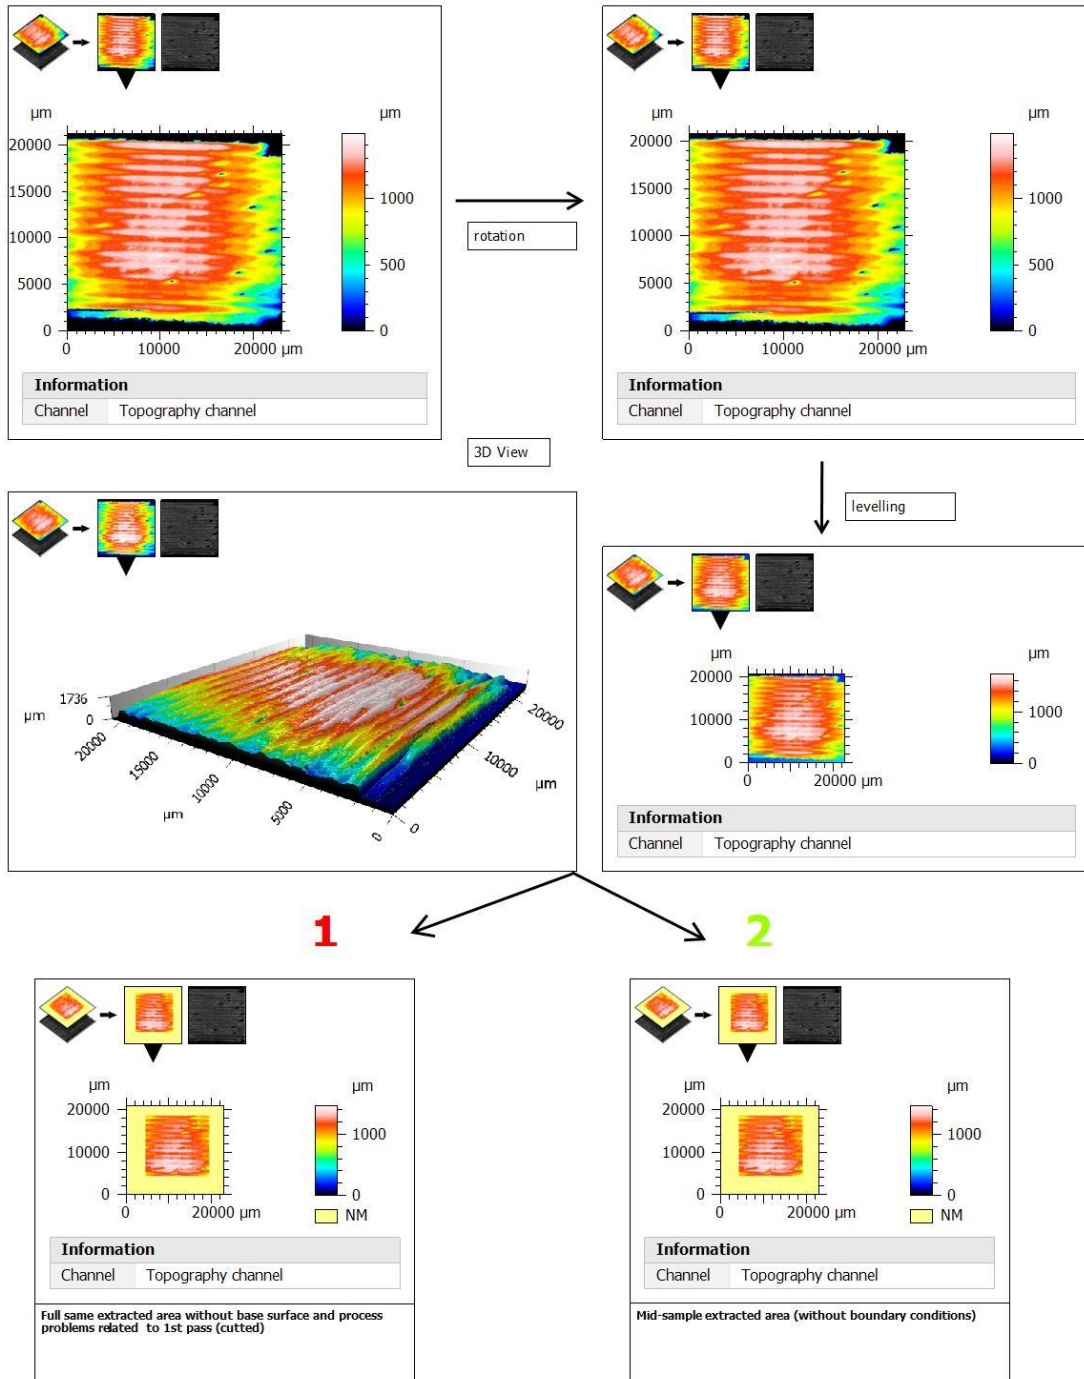 µm
µm
20000
15000
10000
5000
0
0
10000
20000 µm
1000
500
0
Information
Channel
Topography channel
rotation
µm
µm
20000
15000
10000
5000
0
0
10000
20000 µm
1000
500
0
Information
Channel
Topography channel
3D View
levelling
1736
µm
0
20000
15000
10000
5000
0
µm
0
10000
20000
µm
µm
µm
20000
10000
0
0
20000 µm
1000
0
Information
Channel
Topography channel
1
2
µm
µm
20000
10000
0
0
20000 µm
1000
0
NM
Information
Channel
Topography channel
Full same extracted area without base surface and process
problems related to 1st pass (cutted)
µm
µm
20000
10000
0
0
20000 µm
1000
0
NM
Information
Channel
Topography channel
Mid-sample extracted area (without boundary conditions)